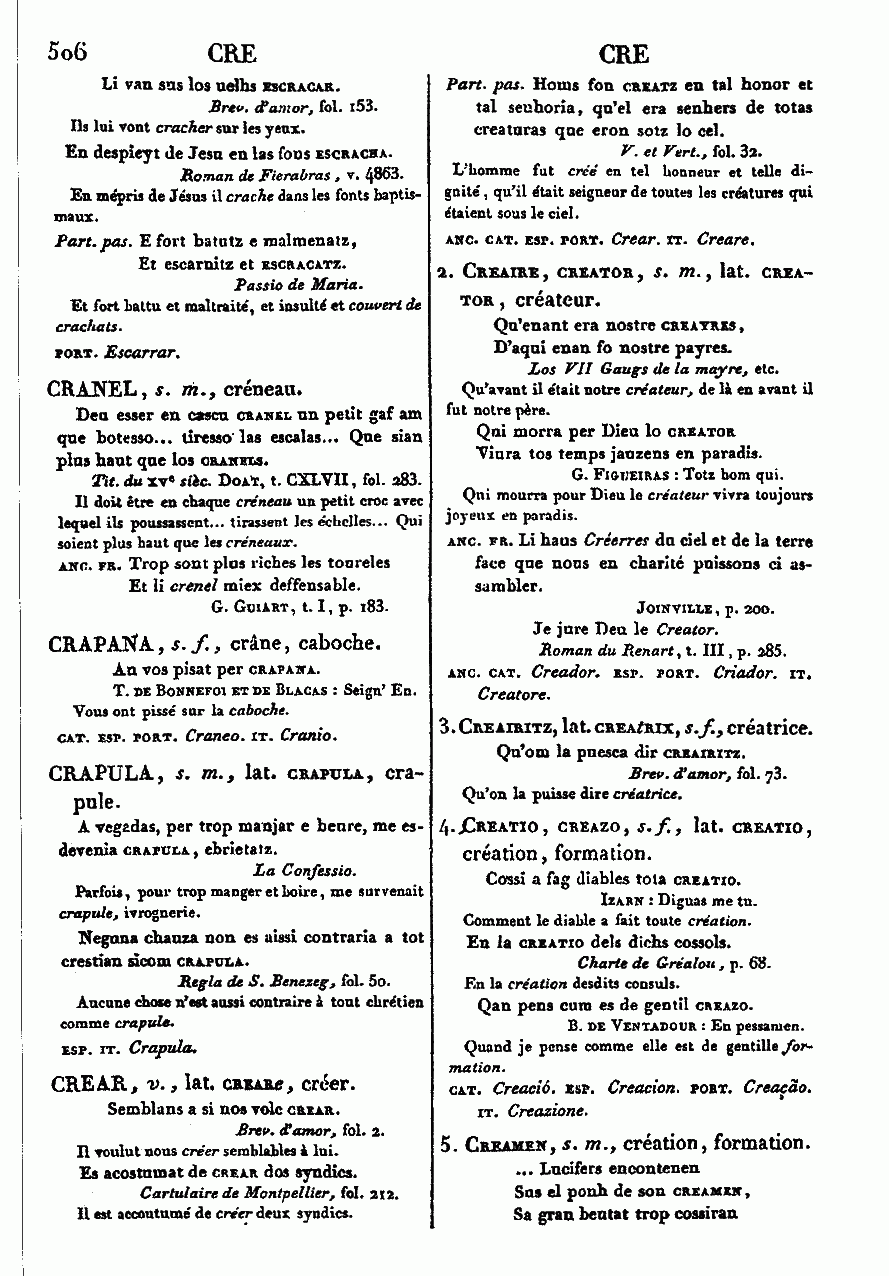 506 CRE CRE
Li van sus los uelhs ESCRACAR.
Brev. d'amor, fol. 153.
Ils lui vont cracher sur les yeux.
En despieyt de Jesu en las fons ESCRACHA.
Roman de Fierabras, v. 4863.
En mépris de Jésus il crache dans les fonts baptis-
maux.
Part. pas. E fort batutz e malmenatz,
Et escarnitz et ESCRACATZ.
Passio de Maria.
Et fort battu et maltraité, et insulté et couvert de
crachats.
PORT. Escarrar.
CRANEL, s. m., créneau.
Deu esser en cascu CRANEL un petit gaf am
que botesso... tiresso las escalas... Que sian
plus haut que los CRANELS.
Tit. du XVe sièc. DOAT, t. CXLVII, fol. 283.
Il doit être en chaque créneau un petit croc avec
lequel ils poussassent... tirassent les échelles... Qui
soient plus haut que les créneaux.
ANC. FR. Trop sont plus riches les toureles
Et li crenel miex deffensable.
G. GUIART, t. I, p. 183.
CRAPANA, s. f., crâne, caboche.
An vos pisat per CRAPANA.
T. DE BONNEFOI ET DE BLACAS : Seign' En.
Vous ont pissé sur la caboche.
CAT. ESP. PORT. Craneo. IT. Cranio.
CRAPULA, s. m., lat. CRAPULA, cra-
pule.
A vegadas, per trop manjar e beure, me es-
devenia CRAPULA, ebrietatz.
La Confessio.
Parfois, pour trop manger et boire, me survenait
crapule, ivrognerie.
Neguna chauza non es aissi contraria a tot
crestian sicom CRAPULA.
Regla de S. Benezeg, fol. 50.
Aucune chose n'est aussi contraire à tout chrétien
comme crapule.
ESP. IT. Crapula.
CREAR, v., lat. CREARe, créer.
Semblans a si nos volc CREAR.
Brev. d'amor, fol. 2.
Il voulut nous créer semblables à lui.
Es acostumat de CREAR dos syndics.
Cartulaire de Montpellier, fol. 212.
Il est accoutumé de créer deux syndics.
Part. pas. Homs fon CREATZ en tal honor et
tal senhoria, qu'el era senhers de totas
creaturas que eron sotz lo cel.
V. et Vert., fol. 32.
L'homme fut créé en tel honneur et telle di-
gnité, qu'il était seigneur de toutes les créatures qui
étaient sous le ciel.
ANC. CAT. ESP. PORT. Crear. IT. Creare.
2. CREAIRE, CREATOR, s. m., lat. CREA-
TOR, créateur.
Qu'enant era nostre CREAYRES,
D'aqui enan fo nostre payres.
Los VII Gaugs de la mayre, etc.
Qu'avant il était notre créateur, de là en avant il
fut notre père.
Qui morra per Dieu lo CREATOR
Viura tos temps jauzens en paradis.
G. FIGUEIRAS : Totz hom qui.
Qui mourra pour Dieu le créateur vivra toujours
joyeux en paradis.
ANC. FR. Li haus Créerres du ciel et de la terre
face que nous en charité puissons ci as-
sambler.
JOINVILLE, p. 200.
Je jure Deu le Creator.
Roman du Renart, t. III, p. 285.
ANC. CAT. Creador. ESP. PORT. Criador. IT.
Creatore.
3. CREAIRITZ, lat. CREAtRIX, s. f., créatrice.
Qu'om la puesca dir CREAIRITZ.
Brev. d'amor, fol. 73.
Qu'on la puisse dire créatrice.
4. CREATIO, CREAZO, s. f., lat. CREATIO,
création, formation.
Cossi a fag diables tota CREATIO.
IZARN : Diguas me tu.
Comment le diable a fait toute création.
En la CREATIO dels dichs cossols.
Charte de Gréalou, p. 68.
En la création desdits consuls.
Qan pens cum es de gentil CREAZO.
B. DE VENTADOUR : En pessamen.
Quand je pense comme elle est de gentille for-
mation.
CAT. Creació. ESP. Creacion. PORT. Creação.
IT. Creazione.
5. CREAMEN, s. m., création, formation.
... Lucifers encontenen
Sus el ponh de son CREAMEN,
Sa gran beutat trop cossiran